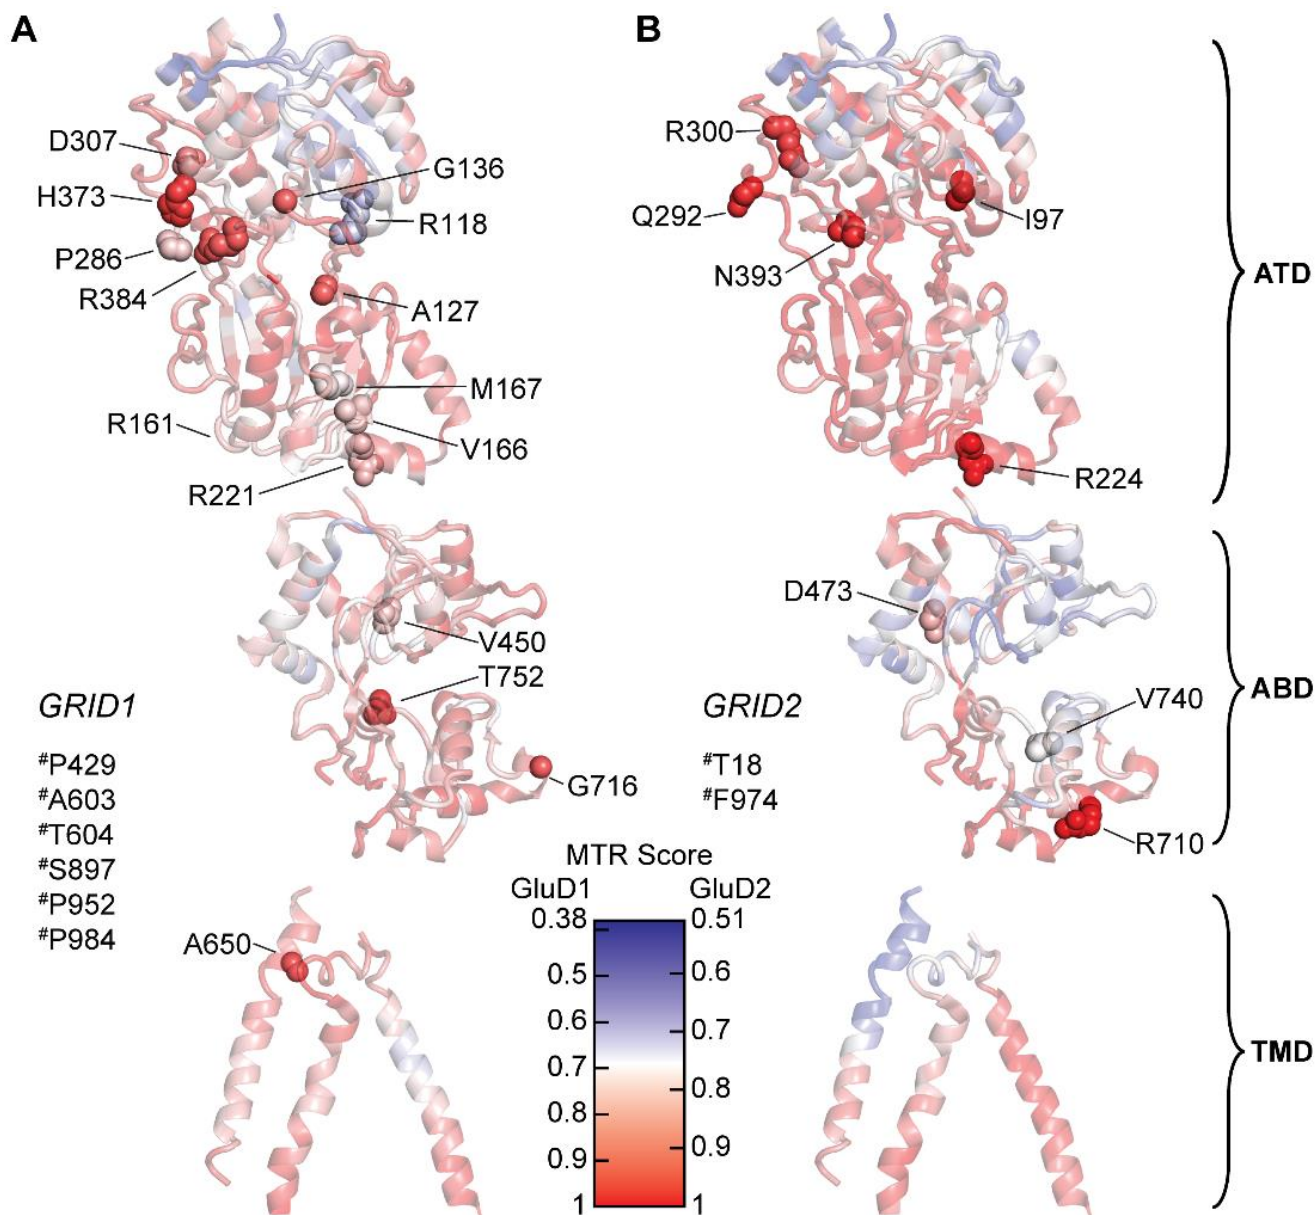 A
B
D307
H373
P286
R384
G136
R118
A127
M167
R161
V166
R221
R300
Q292
N393
I97
R224
ATD
V450
T752
G716
D473
V740
R710
ABD
GRID1
#P429
#A603
#T604
#S897
#P952
#P984
GRID2
#T18
#F974
MTR Score
GluD1 GluD2
0.38 0.51
0.5 0.6
0.6 0.7
0.7 0.8
0.8 0.9
0.9
1 1
A650
TMD